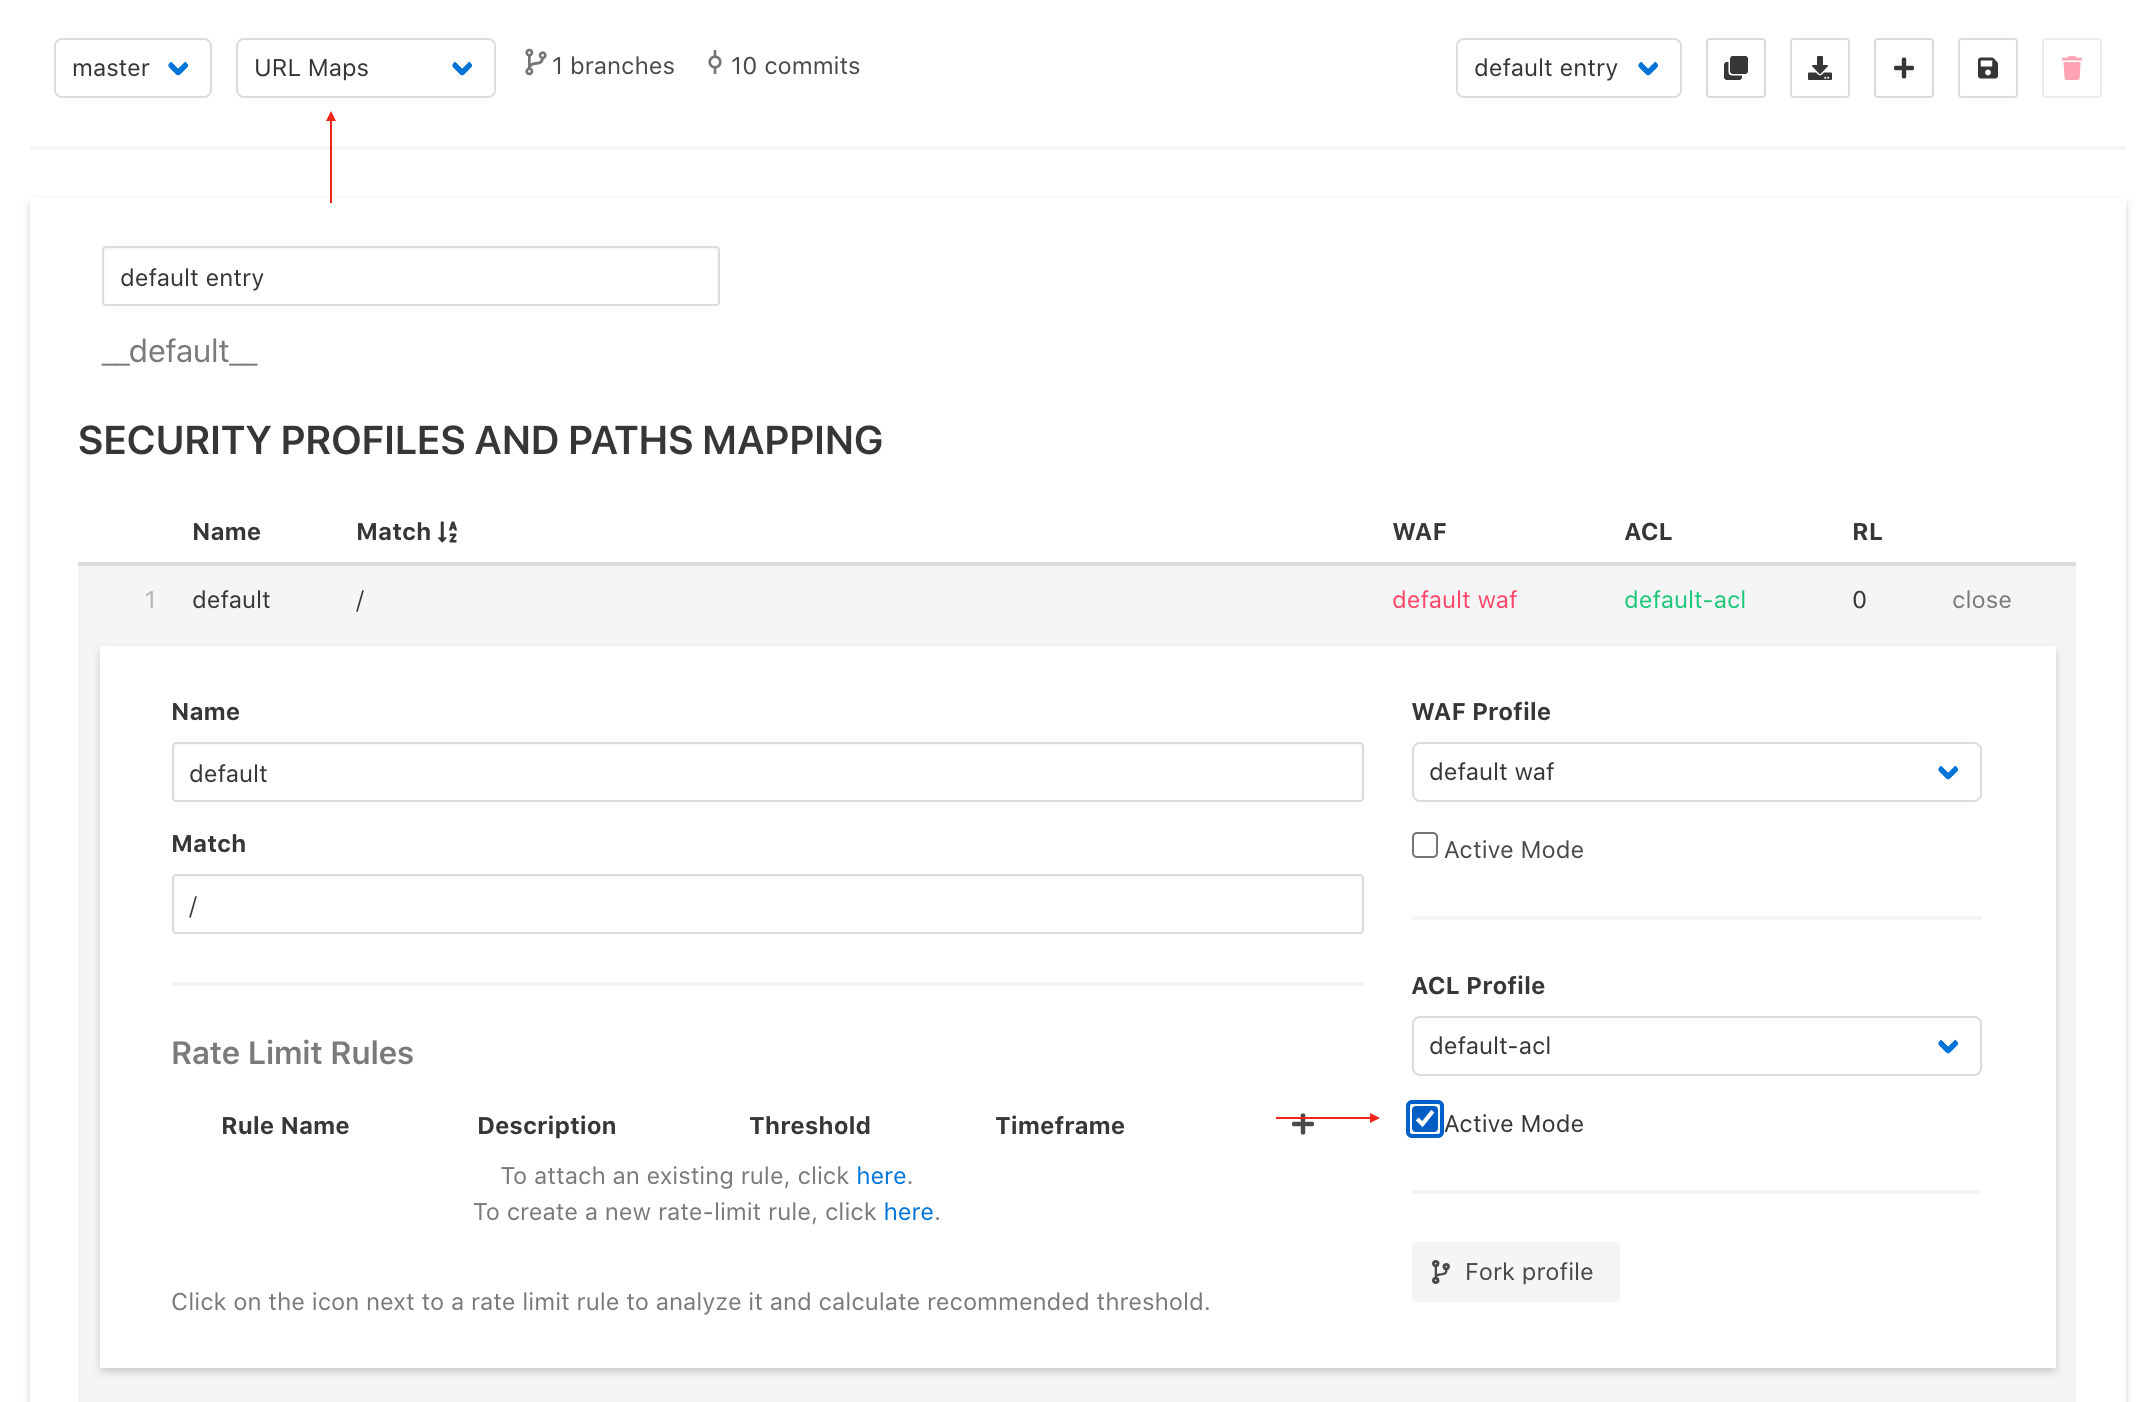 master URL Maps 1 branches 10 commits default entry
default entry
__default__
SECURITY PROFILES AND PATHS MAPPING
Name Match WAF ACL RL
1 default / default waf default-acl 0 close
Name WAF Profile
default default waf
Match Active Mode
/
ACL Profile
default-acl
Rate Limit Rules
Rule Name Description Threshold Timeframe Active Mode
To attach an existing rule, click here.
To create a new rate-limit rule, click here.
Fork profile
Click on the icon next to a rate limit rule to analyze it and calculate recommended threshold.